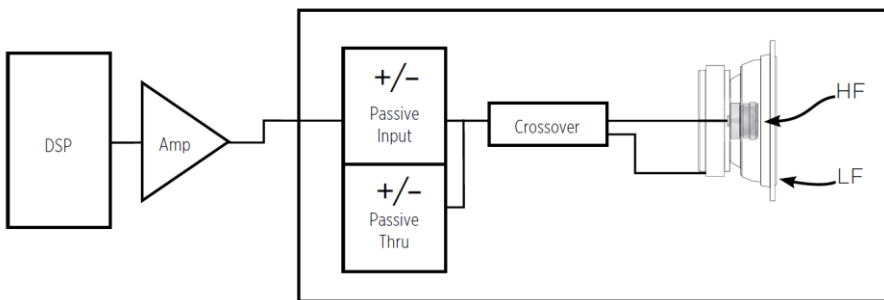 DSP
Amp
+/–
Passive
Input
+/–
Passive
Thru
Crossover
HF
LF